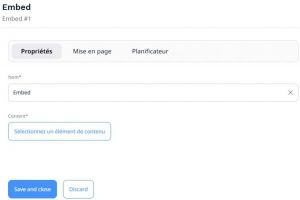 Embed
Embed #1
Propriétés Mise en page Planificateur
Nom*
Embed
Content*
Sélectionnez un élément de contenu
Save and close Discard